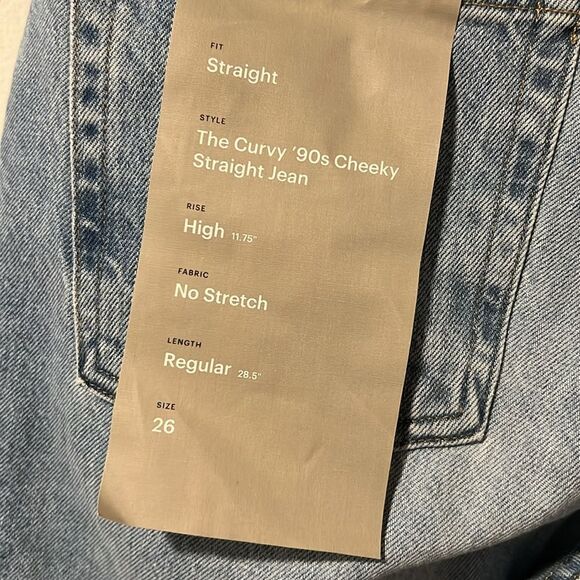 FIT
Straight
STYLE
The Curvy ’90s Cheeky
Straight Jean
RISE
High 11.75"
FABRIC
No Stretch
LENGTH
Regular 28.5"
SIZE
26